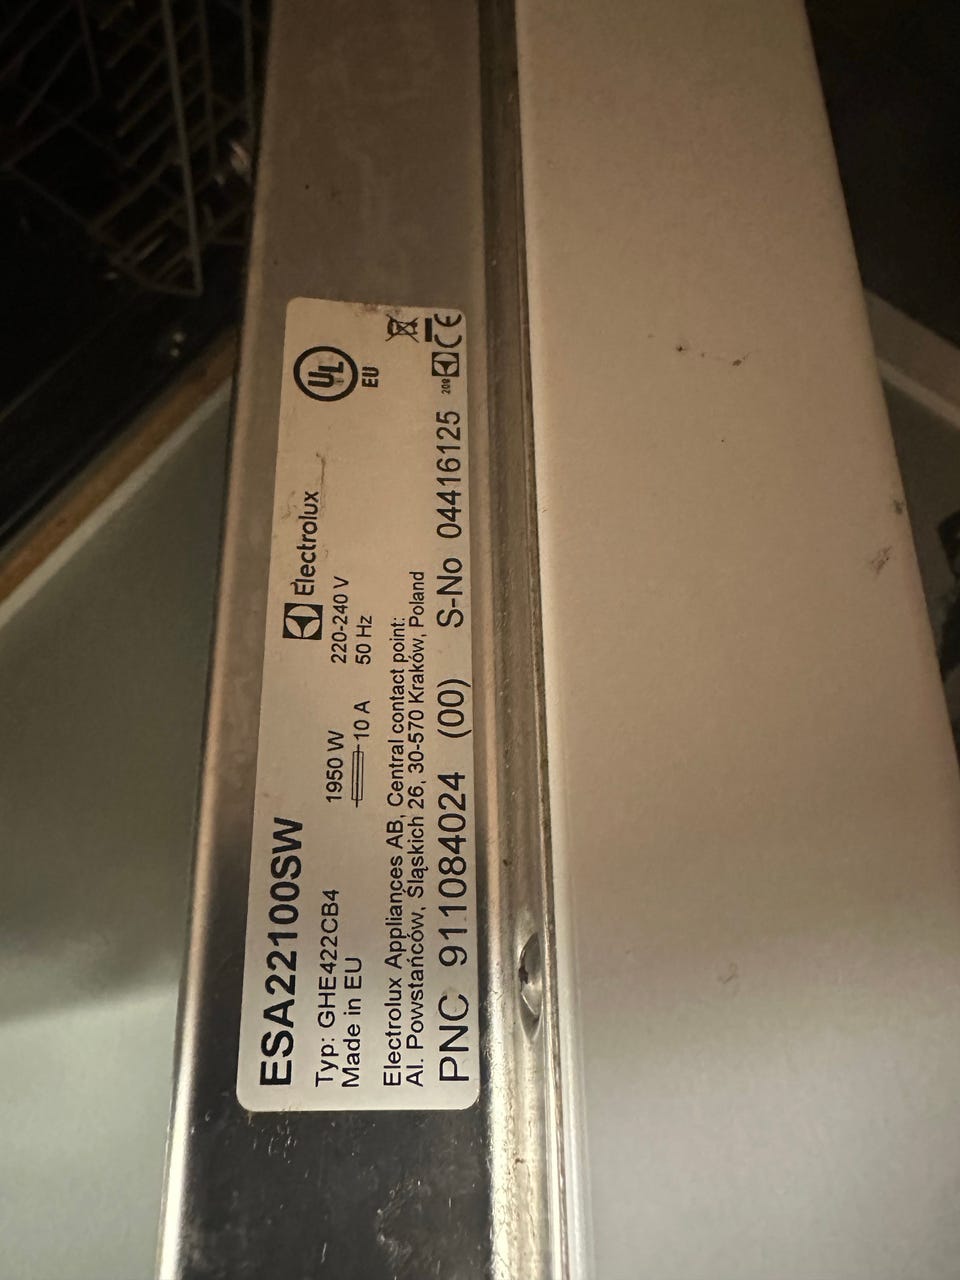 ESA22100SW
Electrolux
UL
EU
Typ: GHE422CB4
1950 W
220-240 V
Made in EU
10 A
50 Hz
Electrolux Appliances AB, Central contact point:
Al. Powstańców, Śląskich 26, 30-570 Kraków, Poland
PNC 911084024 (00) S-No 04416125 208 CE